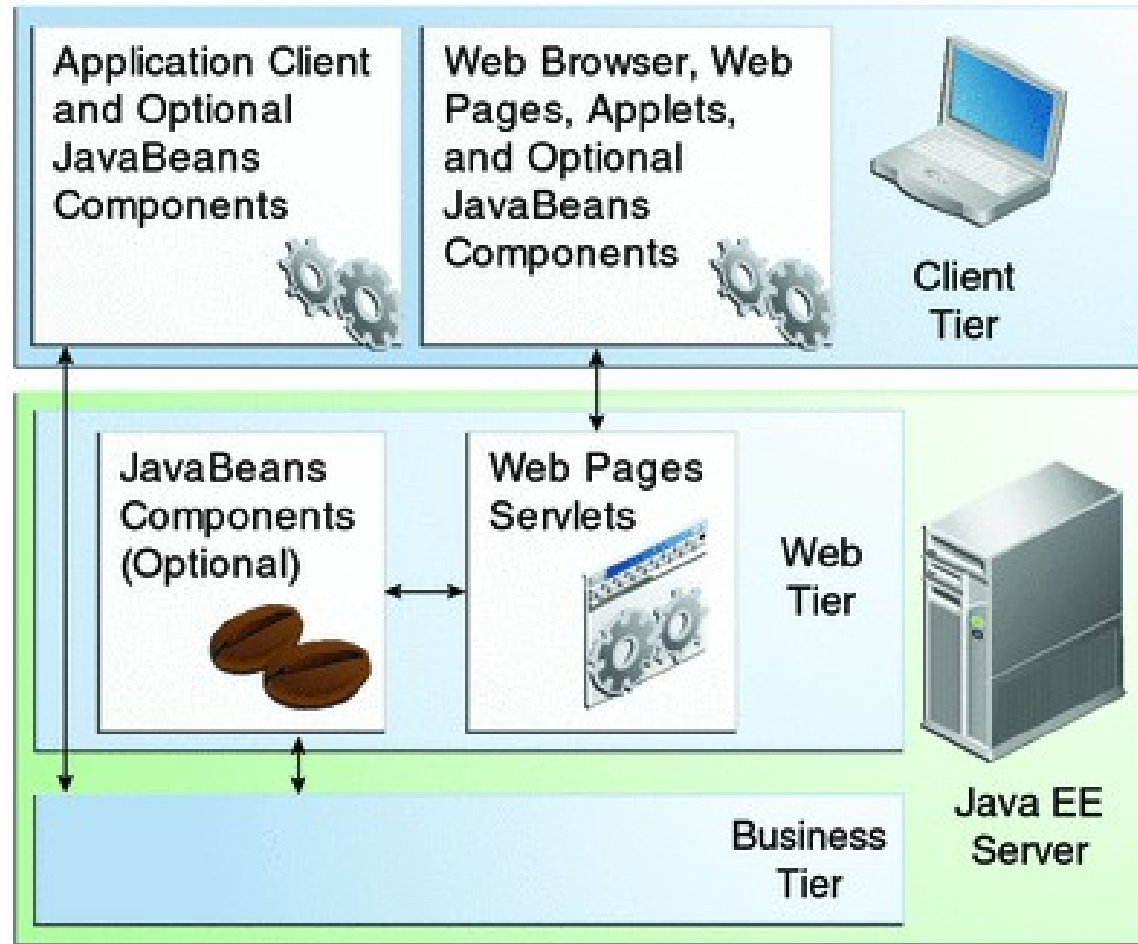 Application Client
and Optional
JavaBeans
Components
Web Browser, Web
Pages, Applets,
and Optional
JavaBeans
Components
Client
Tier
JavaBeans
Components
(Optional)
Web Pages
Servlets
Web
Tier
Java EE
Server
Business
Tier